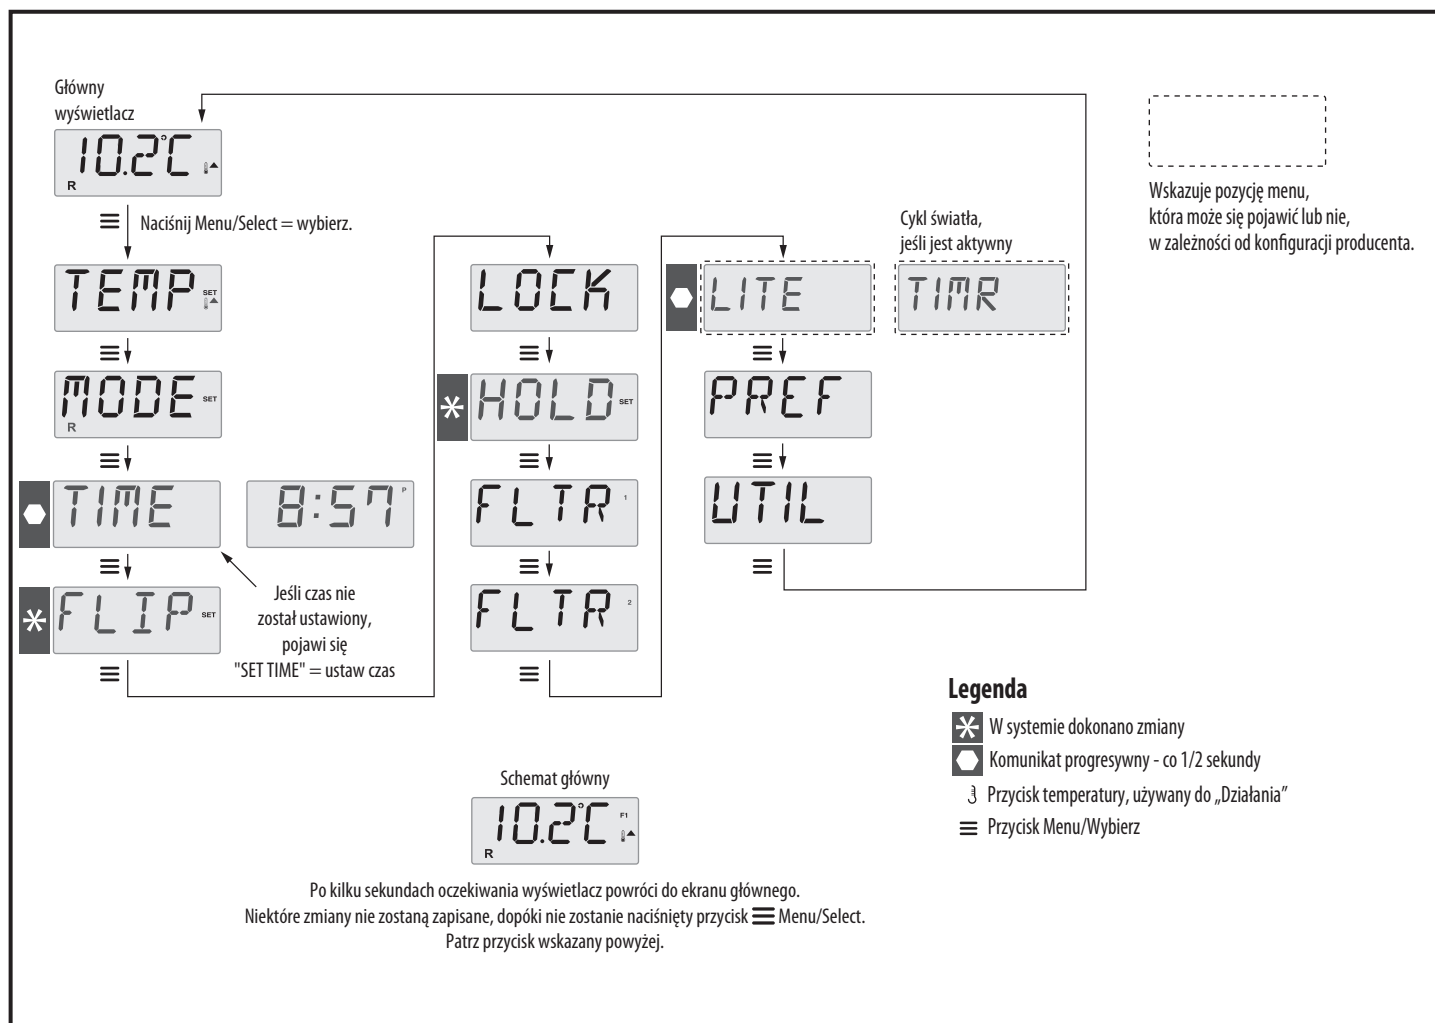 Główny
wyświetlacz
10.2°C
R
Naciśnij Menu/Select = wybierz.
TEMP SET
MODE SET
R
TIME
8:57 P
FLIP SET
Jeśli czas nie
został ustawiony,
pojawi się
"SET TIME" = ustaw czas
LOCK
HOLD SET
FLTR 1
FLTR 2
Cykl światła,
jeśli jest aktywny
LITE
TIMR
PREF
UTIL
Wskazuje pozycję menu,
która może się pojawić lub nie,
w zależności od konfiguracji producenta.
Legenda
W systemie dokonano zmiany
Komunikat progresywny - co 1/2 sekundy
Przycisk temperatury, używany do „Działania”
Przycisk Menu/Wybierz
Schemat główny
10.2°C F1
R
Po kilku sekundach oczekiwania wyświetlacz powróci do ekranu głównego.
Niektóre zmiany nie zostaną zapisane, dopóki nie zostanie naciśnięty przycisk ☰ Menu/Select.
Patrz przycisk wskazany powyżej.